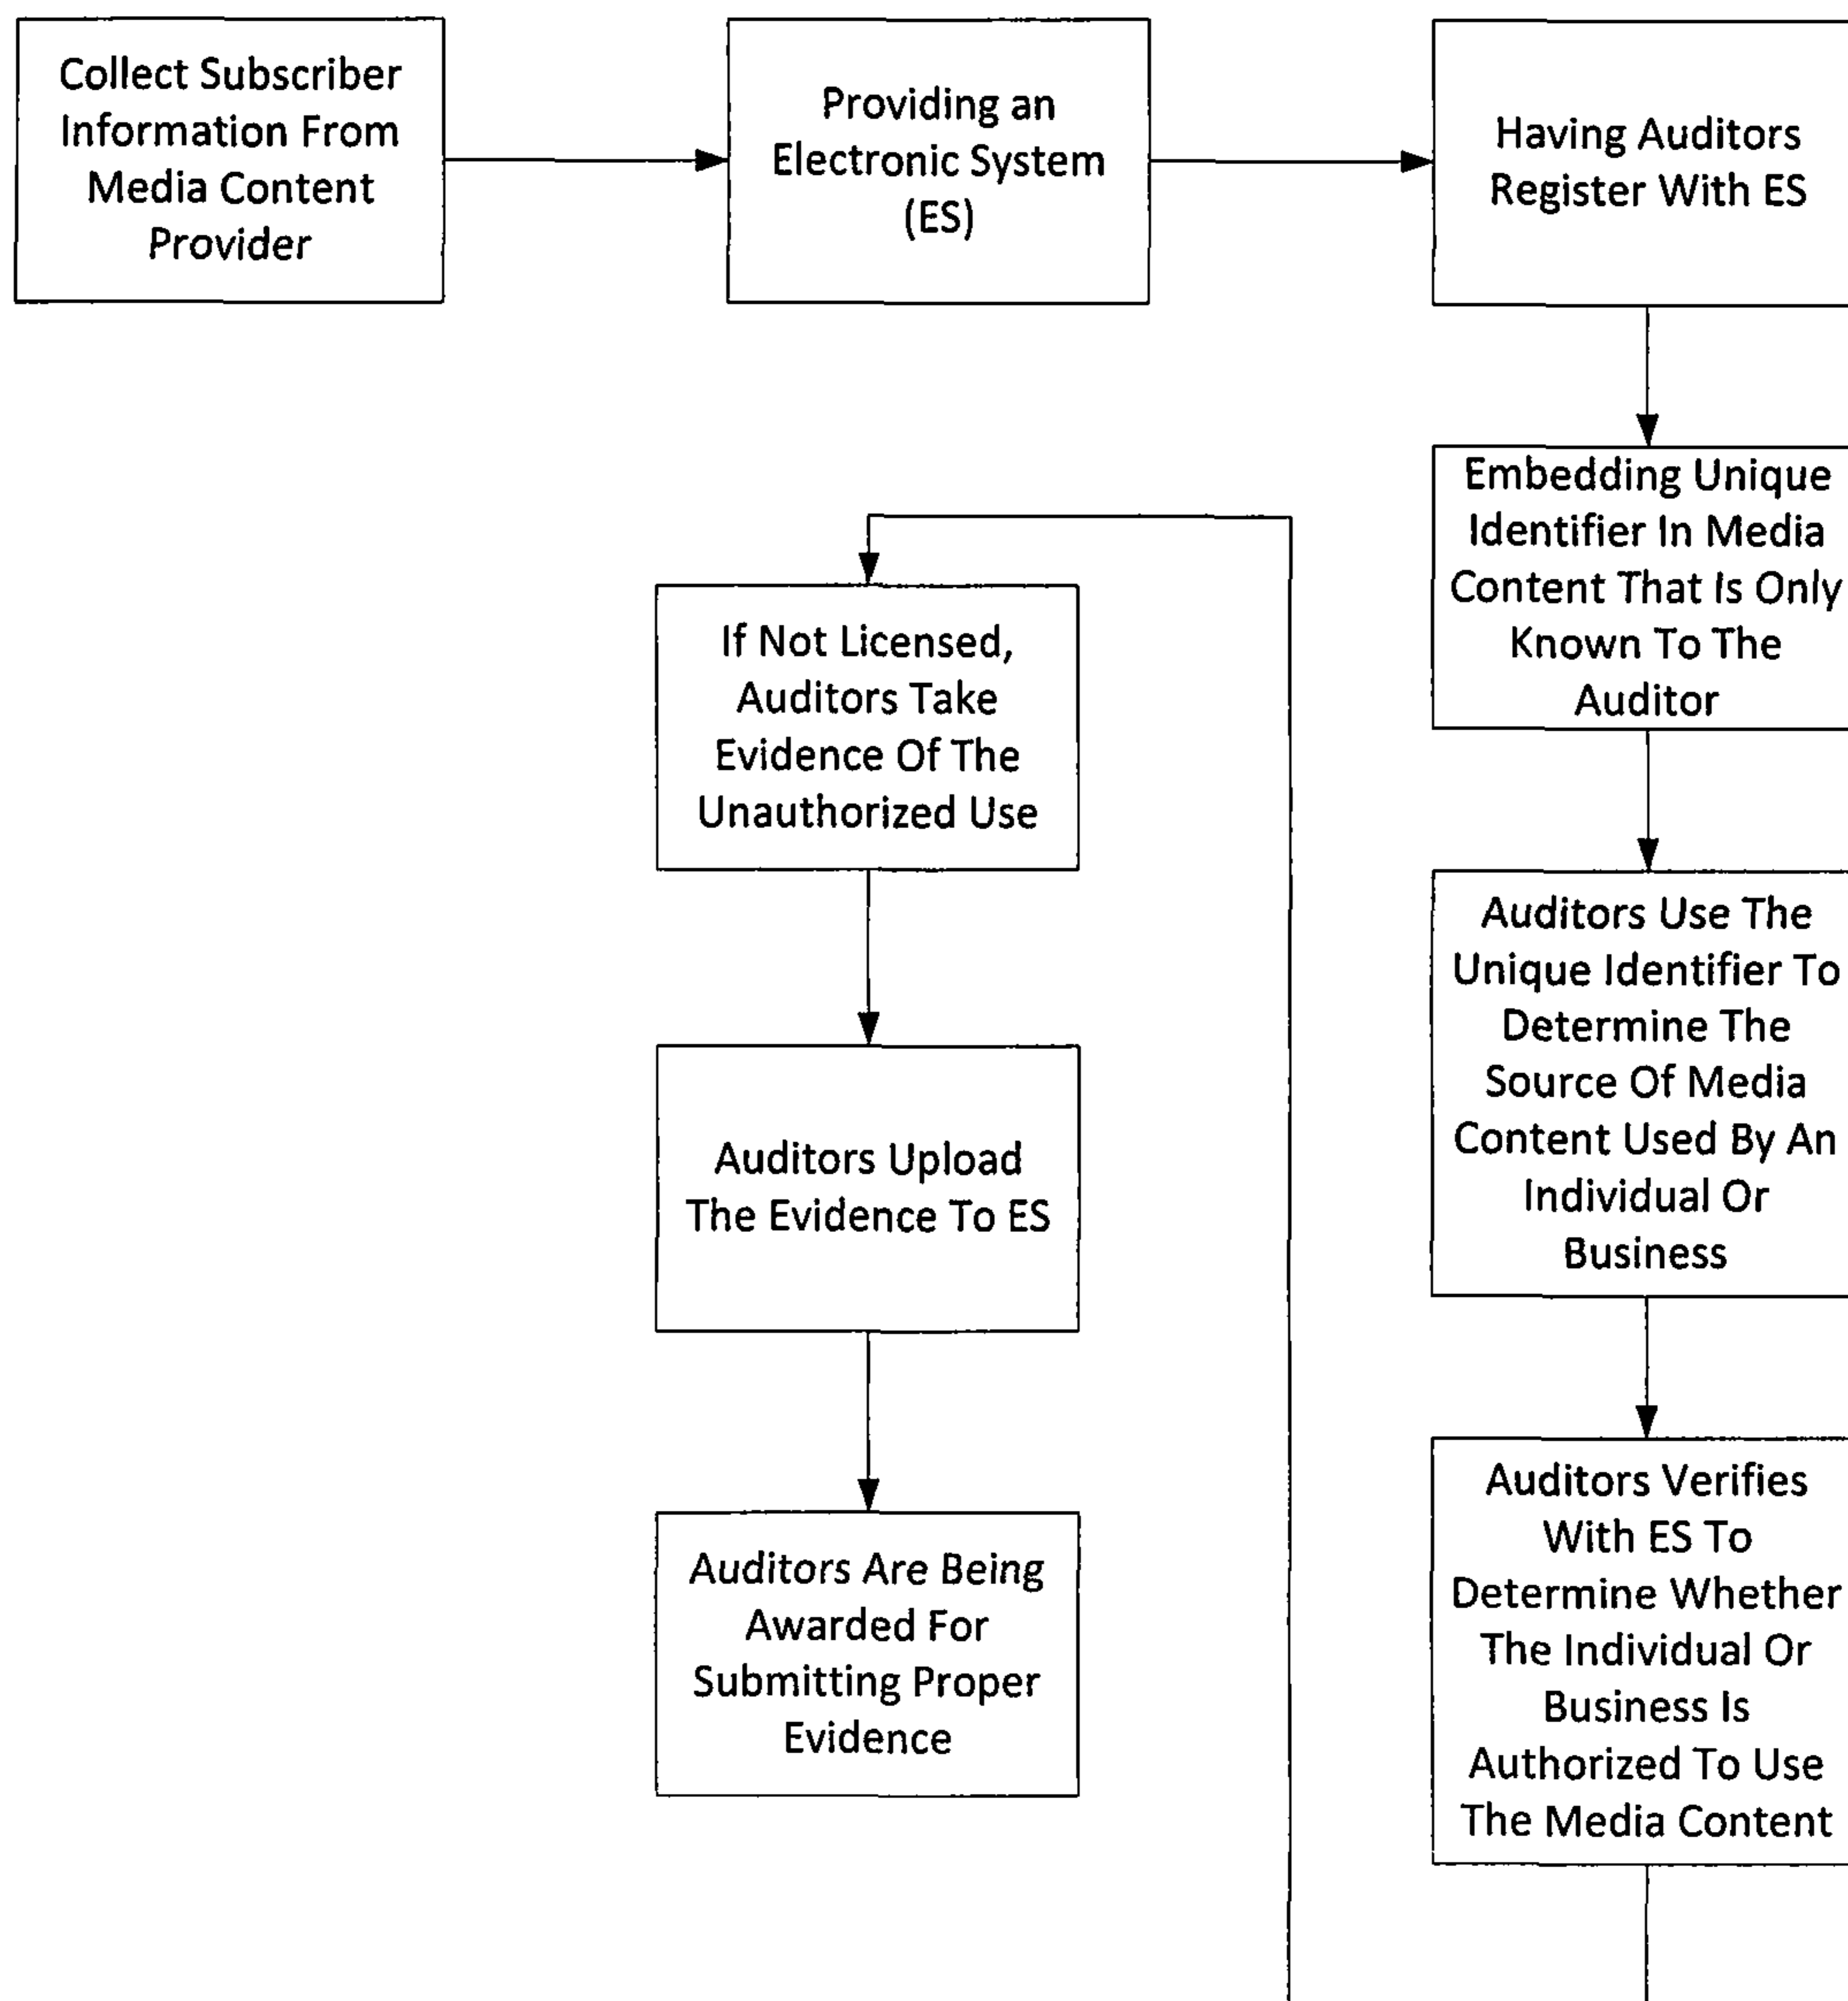 Collect Subscriber
Information From
Media Content
Provider
Providing an
Electronic System
(ES)
Having Auditors
Register With ES
Embedding Unique
Identifier In Media
Content That Is Only
Known To The
Auditor
Auditors Use The
Unique Identifier To
Determine The
Source Of Media
Content Used By An
Individual Or
Business
Auditors Verifies
With ES To
Determine Whether
The Individual Or
Business Is
Authorized To Use
The Media Content
If Not Licensed,
Auditors Take
Evidence Of The
Unauthorized Use
Auditors Upload
The Evidence To ES
Auditors Are Being
Awarded For
Submitting Proper
Evidence